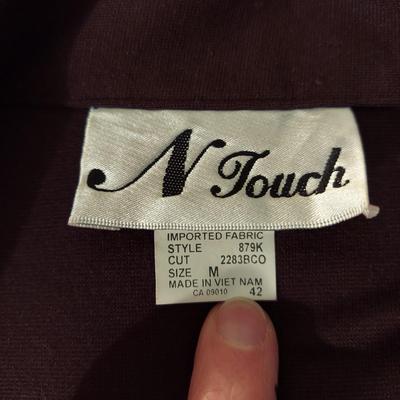 N Touch
IMPORTED FABRIC
STYLE 879K
CUT 2283BCO
SIZE M
MADE IN VIET NAM
CA 09010 42